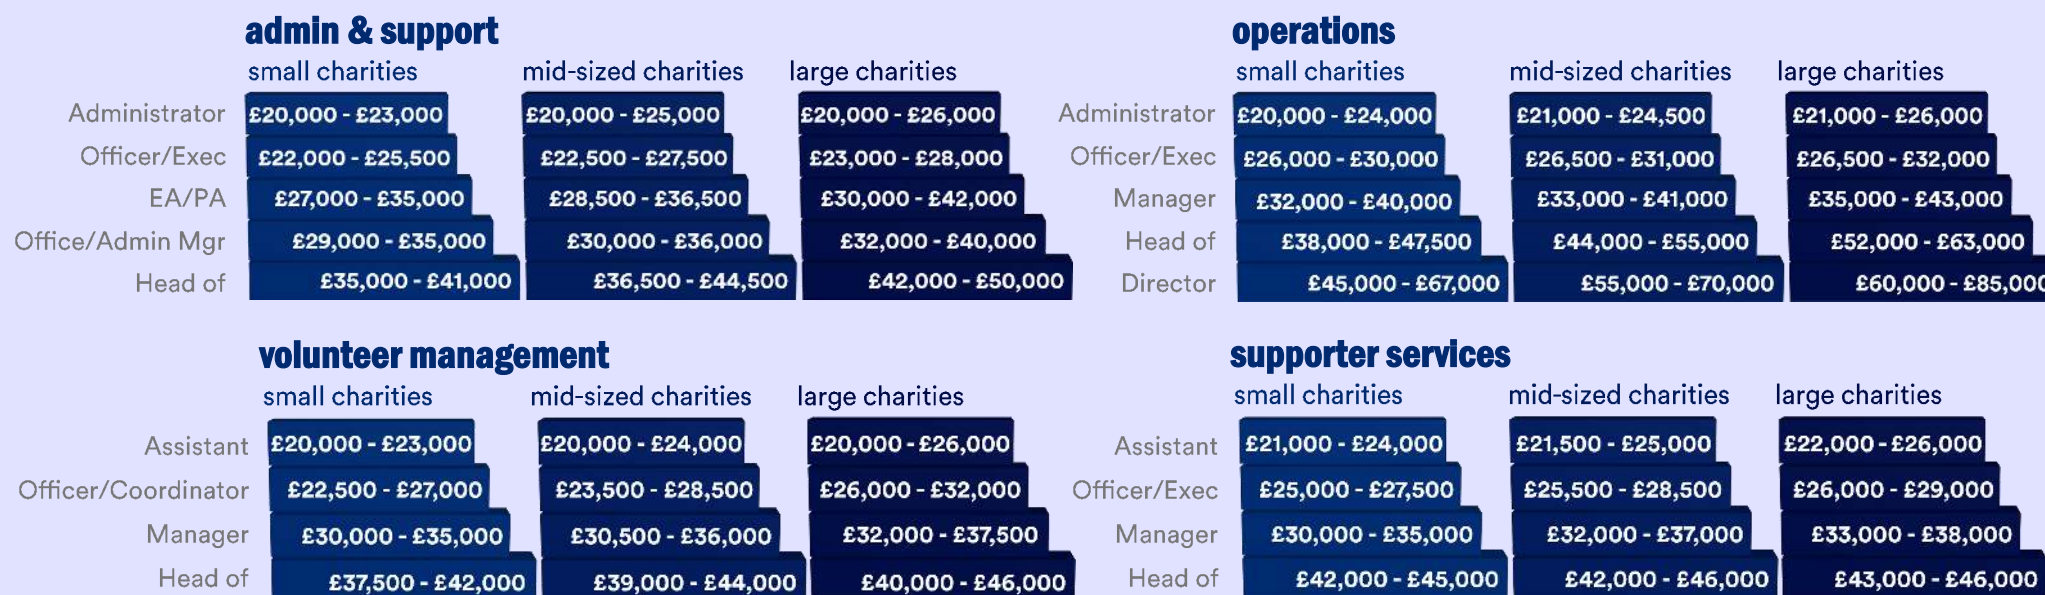 admin & support
small charities mid-sized charities large charities
Administrator £20,000 - £23,000 £20,000 - £25,000 £20,000 - £26,000
Officer/Exec £22,000 - £25,500 £22,500 - £27,500 £23,000 - £28,000
EA/PA £27,000 - £35,000 £28,500 - £36,500 £30,000 - £42,000
Office/Admin Mgr £29,000 - £35,000 £30,000 - £36,000 £32,000 - £40,000
Head of £35,000 - £41,000 £36,500 - £44,500 £42,000 - £50,000
operations
small charities mid-sized charities large charities
Administrator £20,000 - £24,000 £21,000 - £24,500 £21,000 - £26,000
Officer/Exec £26,000 - £30,000 £26,500 - £31,000 £26,500 - £32,000
Manager £32,000 - £40,000 £33,000 - £41,000 £35,000 - £43,000
Head of £38,000 - £47,500 £44,000 - £55,000 £52,000 - £63,000
Director £45,000 - £67,000 £55,000 - £70,000 £60,000 - £85,000
volunteer management
small charities mid-sized charities large charities
Assistant £20,000 - £23,000 £20,000 - £24,000 £20,000 - £26,000
Officer/Coordinator £22,500 - £27,000 £23,500 - £28,500 £26,000 - £32,000
Manager £30,000 - £35,000 £30,500 - £36,000 £32,000 - £37,500
Head of £37,500 - £42,000 £39,000 - £44,000 £40,000 - £46,000
supporter services
small charities mid-sized charities large charities
Assistant £21,000 - £24,000 £21,500 - £25,000 £22,000 - £26,000
Officer/Exec £25,000 - £27,500 £25,500 - £28,500 £26,000 - £29,000
Manager £30,000 - £35,000 £32,000 - £37,000 £33,000 - £38,000
Head of £42,000 - £45,000 £42,000 - £46,000 £43,000 - £46,000